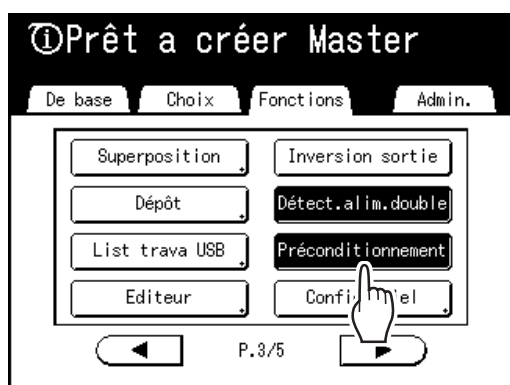 ⓘPrêt a créer Master
De base Choix Fonctions Admin.
Superposition Inversion sortie
Dépôt Détect.alim.double
List trava USB Préconditionnement
Editeur
◀ P.3/5 ▶